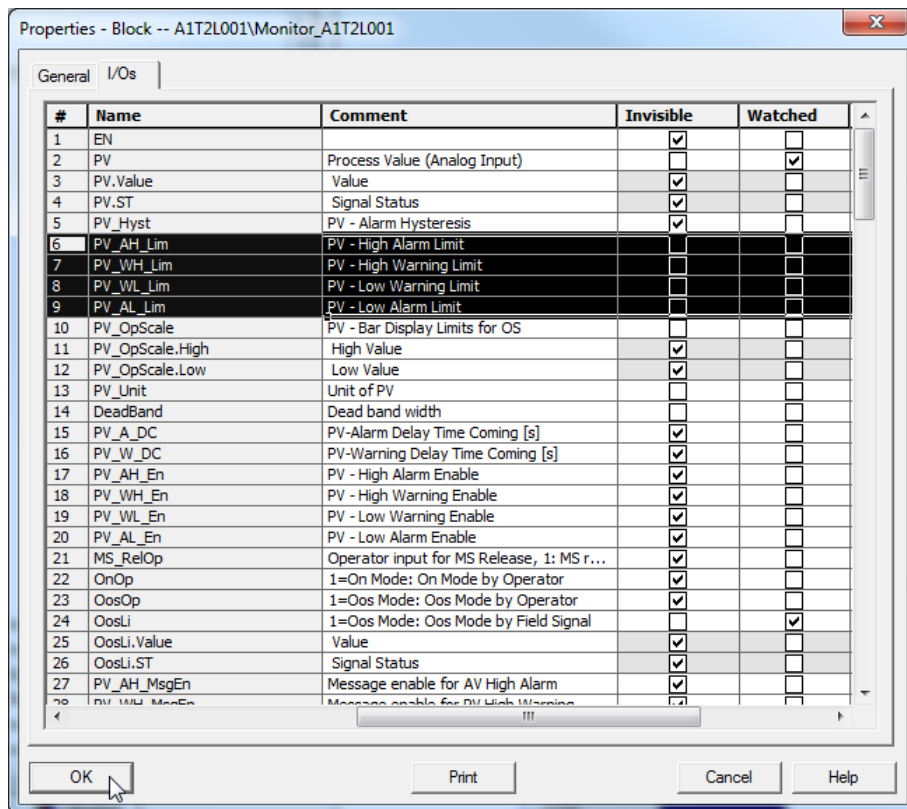 Properties - Block -- A1T2L001\Monitor_A1T2L001
General I/Os
# Name Comment Invisible Watched
1 EN
2 PV Process Value (Analog Input)
3 PV.Value Value
4 PV.ST Signal Status
5 PV_Hyst PV - Alarm Hysteresis
6 PV_AH_Lim PV - High Alarm Limit
7 PV_WH_Lim PV - High Warning Limit
8 PV_WL_Lim PV - Low Warning Limit
9 PV_AL_Lim PV - Low Alarm Limit
10 PV_OpScale PV - Bar Display Limits for OS
11 PV_OpScale.High High Value
12 PV_OpScale.Low Low Value
13 PV_Unit Unit of PV
14 DeadBand Dead band width
15 PV_A_DC PV-Alarm Delay Time Coming [s]
16 PV_W_DC PV-Warning Delay Time Coming [s]
17 PV_AH_En PV - High Alarm Enable
18 PV_WH_En PV - High Warning Enable
19 PV_WL_En PV - Low Warning Enable
20 PV_AL_En PV - Low Alarm Enable
21 MS_RelOp Operator input for MS Release, 1: MS r...
22 OnOp 1=On Mode: On Mode by Operator
23 OosOp 1=Oos Mode: Oos Mode by Operator
24 OosLi 1=Oos Mode: Oos Mode by Field Signal
25 OosLi.Value Value
26 OosLi.ST Signal Status
27 PV_AH_MsgEn Message enable for AV High Alarm
28 PV_WH_MsgEn Message enable for PV High Warning
OK Print Cancel Help